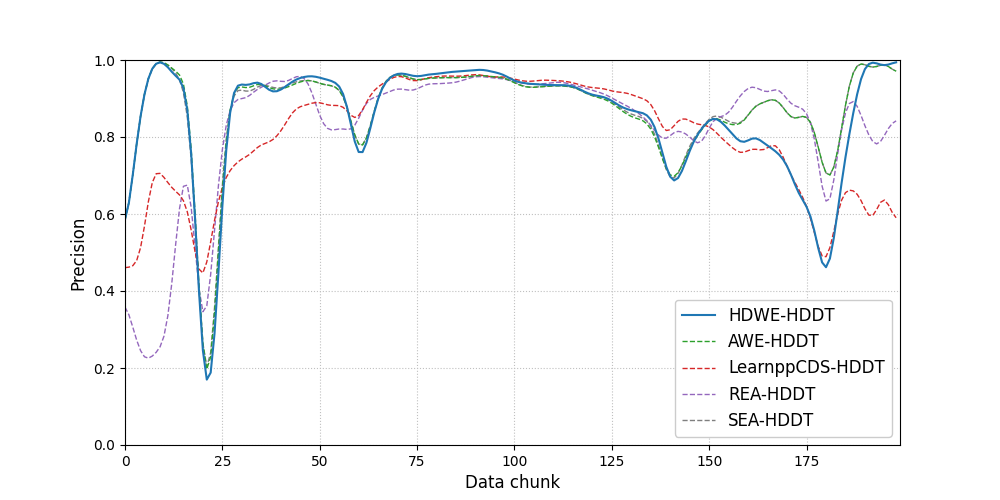 1.0
0.8
0.6
0.4
0.2
0.0
Precision
0
25
50
75
100
125
150
175
Data chunk
HDWE-HDDT
AWE-HDDT
LearnppCDS-HDDT
REA-HDDT
SEA-HDDT